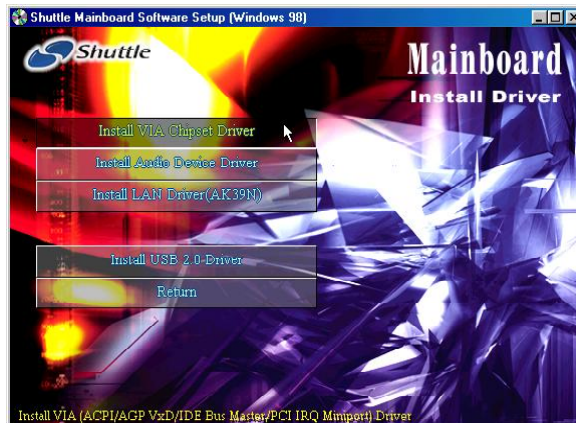 Shuttle Mainboard Software Setup (Windows 98)
Shuttle
Mainboard
Install Driver
Install VIA Chipset Driver
Install Audio Device Driver
Install LAN Driver(AK39N)
Install USB 2.0 Driver
Return
Install VIA (ACPI/AGP VxD/IDE Bus Master/PCI IRQ Miniport) Driver